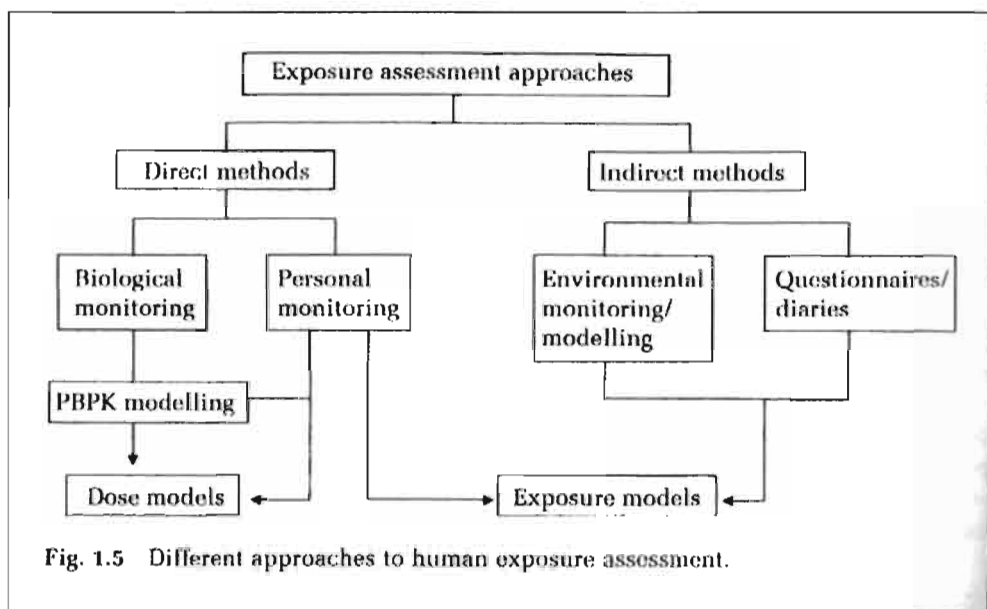 Exposure assessment approaches
Direct methods
Indirect methods
Biological
monitoring
Personal
monitoring
Environmental
monitoring/
modelling
Questionnaires/
diaries
PBPK modelling
Dose models
Exposure models
Fig. 1.5 Different approaches to human exposure assessment.